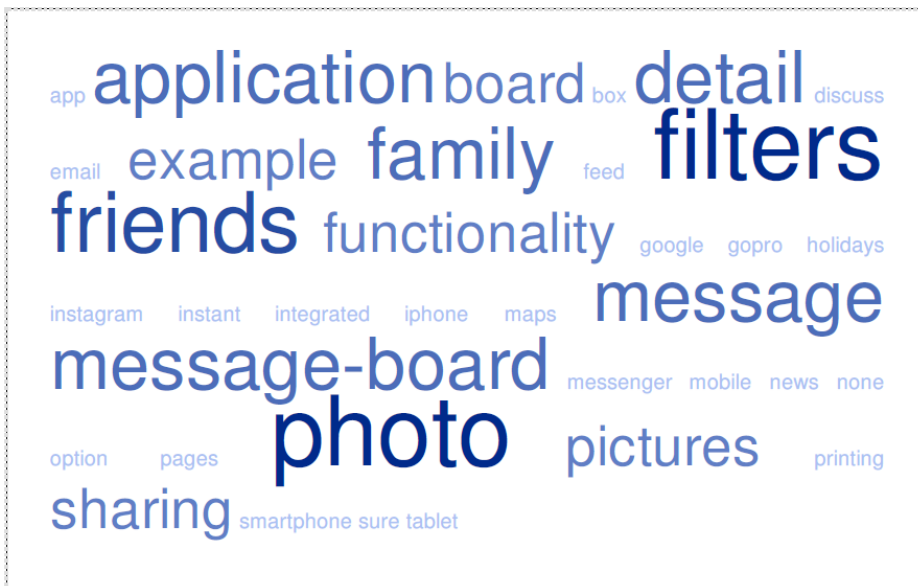 app application board box detail discuss
email example family feed filters
friends functionality google gopro holidays
instagram instant integrated iphone maps message
message-board messenger mobile news none
option pages photo pictures printing
sharing smartphone sure tablet